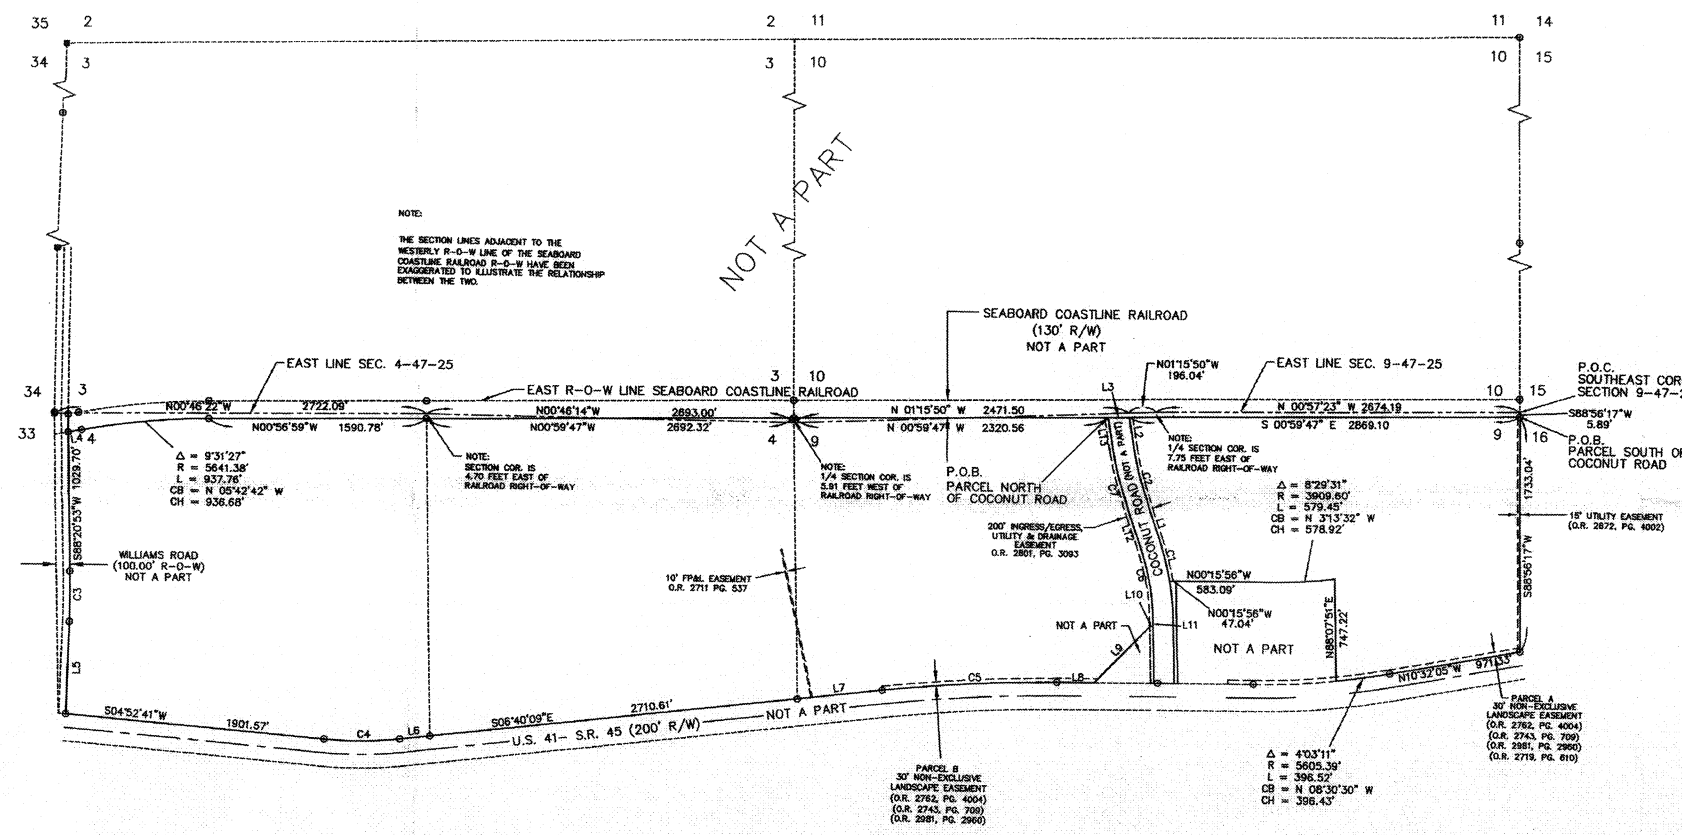 35 2 2 11 11 14
34 3 3 10 10 15
NOT A PART
NOTE:
THE SECTION LINES ADJACENT TO THE
WESTERLY R-O-W LINE OF THE SEABOARD
COASTLINE RAILROAD R-O-W HAVE BEEN
EXAGGERATED TO ILLUSTRATE THE RELATIONSHIP
BETWEEN THE TWO.
SEABOARD COASTLINE RAILROAD
(130' R/W)
NOT A PART
EAST LINE SEC. 4-47-25
N01°15'50"W
196.04'
EAST LINE SEC. 9-47-25
P.O.C.
SOUTHEAST COR
SECTION 9-47-2
34 3
3 10
10 15
EAST R-O-W LINE SEABOARD COASTLINE RAILROAD
L3
N00°46'22"W 2722.09'
N00°46'14"W 2693.00'
N 01°15'50" W 2471.50
N 00°57'23" W 2674.19
S88°56'17"W
5.89'
N00°56'59"W 1590.78'
N00°59'47"W 2692.32'
N 00°59'47" W 2320.56
S 00°59'47" E 2869.10
33 L4 4
4 9
9 16
P.O.B.
PARCEL SOUTH OF
COCONUT ROAD
Δ = 9°31'27"
R = 5641.38'
L = 937.76'
CB = N 05°42'42" W
CH = 936.68'
NOTE:
SECTION COR. IS
4.70 FEET EAST OF
RAILROAD RIGHT-OF-WAY
NOTE:
1/4 SECTION COR. IS
5.91 FEET WEST OF
RAILROAD RIGHT-OF-WAY
P.O.B.
PARCEL NORTH
OF COCONUT ROAD
NOTE:
1/4 SECTION COR. IS
7.75 FEET EAST OF
RAILROAD RIGHT-OF-WAY
L13
L2
C2
C7
L1
L12
C1
C6
COCONUT ROAD (NOT A PART)
Δ = 8°29'31"
R = 3909.60'
L = 579.45'
CB = N 3°13'32" W
CH = 578.92'
S88°20'53"W 1029.70'
S88°56'17"W 1733.04'
15' UTILITY EASEMENT
(O.R. 2872, PG. 4002)
200' INGRESS/EGRESS,
UTILITY & DRAINAGE
EASEMENT
O.R. 2801, PG. 3093
WILLIAMS ROAD
(100.00' R-O-W)
NOT A PART
10' FP&L EASEMENT
O.R. 2711 PG. 537
C3
L5
N00°15'56"W
583.09'
L10
N00°15'56"W
47.04'
L11
NOT A PART
L9
NOT A PART
N88°07'51"E
747.22'
S04°52'41"W
1901.57'
C4
L6
S06°40'09"E 2710.61'
L7
C5
L8
N10°32'05"W 971.33'
U.S. 41- S.R. 45 (200' R/W) NOT A PART
PARCEL B
30' NON-EXCLUSIVE
LANDSCAPE EASEMENT
(O.R. 2762, PG. 4004)
(O.R. 2743, PG. 709)
(O.R. 2981, PG. 2960)
Δ = 4°03'11"
R = 5605.39'
L = 396.52'
CB = N 08°30'30" W
CH = 396.43'
PARCEL A
30' NON-EXCLUSIVE
LANDSCAPE EASEMENT
(O.R. 2762, PG. 4004)
(O.R. 2743, PG. 709)
(O.R. 2981, PG. 2960)
(O.R. 2719, PG. 610)